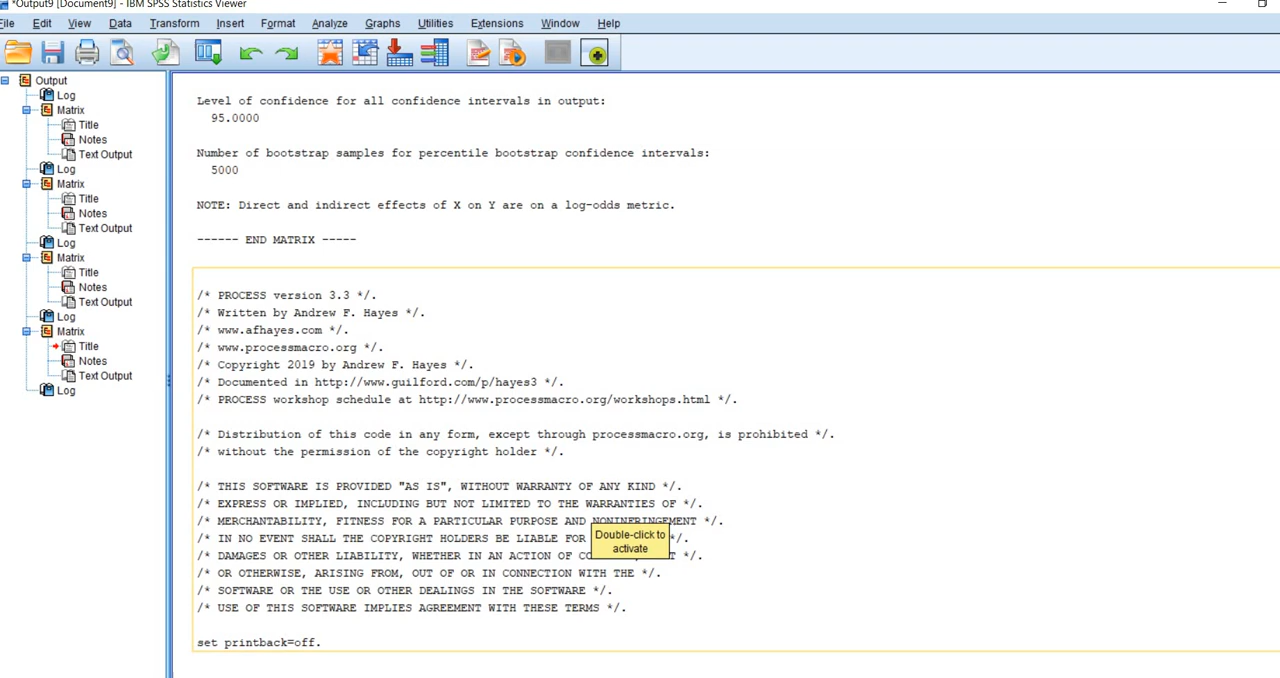 *Output9 [Document9] - IBM SPSS Statistics Viewer
File Edit View Data Transform Insert Format Analyze Graphs Utilities Extensions Window Help
Output
Log
Matrix
Title
Notes
Text Output
Log
Matrix
Title
Notes
Text Output
Log
Matrix
Title
Notes
Text Output
Log
Matrix
Title
Notes
Text Output
Log
Level of confidence for all confidence intervals in output:
95.0000
Number of bootstrap samples for percentile bootstrap confidence intervals:
5000
NOTE: Direct and indirect effects of X on Y are on a log-odds metric.
------ END MATRIX -----
/* PROCESS version 3.3 */.
/* Written by Andrew F. Hayes */.
/* www.afhayes.com */.
/* www.processmacro.org */.
/* Copyright 2019 by Andrew F. Hayes */.
/* Documented in http://www.guilford.com/p/hayes3 */.
/* PROCESS workshop schedule at http://www.processmacro.org/workshops.html */.
/* Distribution of this code in any form, except through processmacro.org, is prohibited */.
/* without the permission of the copyright holder */.
/* THIS SOFTWARE IS PROVIDED "AS IS", WITHOUT WARRANTY OF ANY KIND */.
/* EXPRESS OR IMPLIED, INCLUDING BUT NOT LIMITED TO THE WARRANTIES OF */.
/* MERCHANTABILITY, FITNESS FOR A PARTICULAR PURPOSE AND NONINFRINGEMENT */.
/* IN NO EVENT SHALL THE COPYRIGHT HOLDERS BE LIABLE FOR */.
/* DAMAGES OR OTHER LIABILITY, WHETHER IN AN ACTION OF */.
/* OR OTHERWISE, ARISING FROM, OUT OF OR IN CONNECTION WITH THE */.
/* SOFTWARE OR THE USE OR OTHER DEALINGS IN THE SOFTWARE */.
/* USE OF THIS SOFTWARE IMPLIES AGREEMENT WITH THESE TERMS */.
set printback=off.
Double-click to
activate